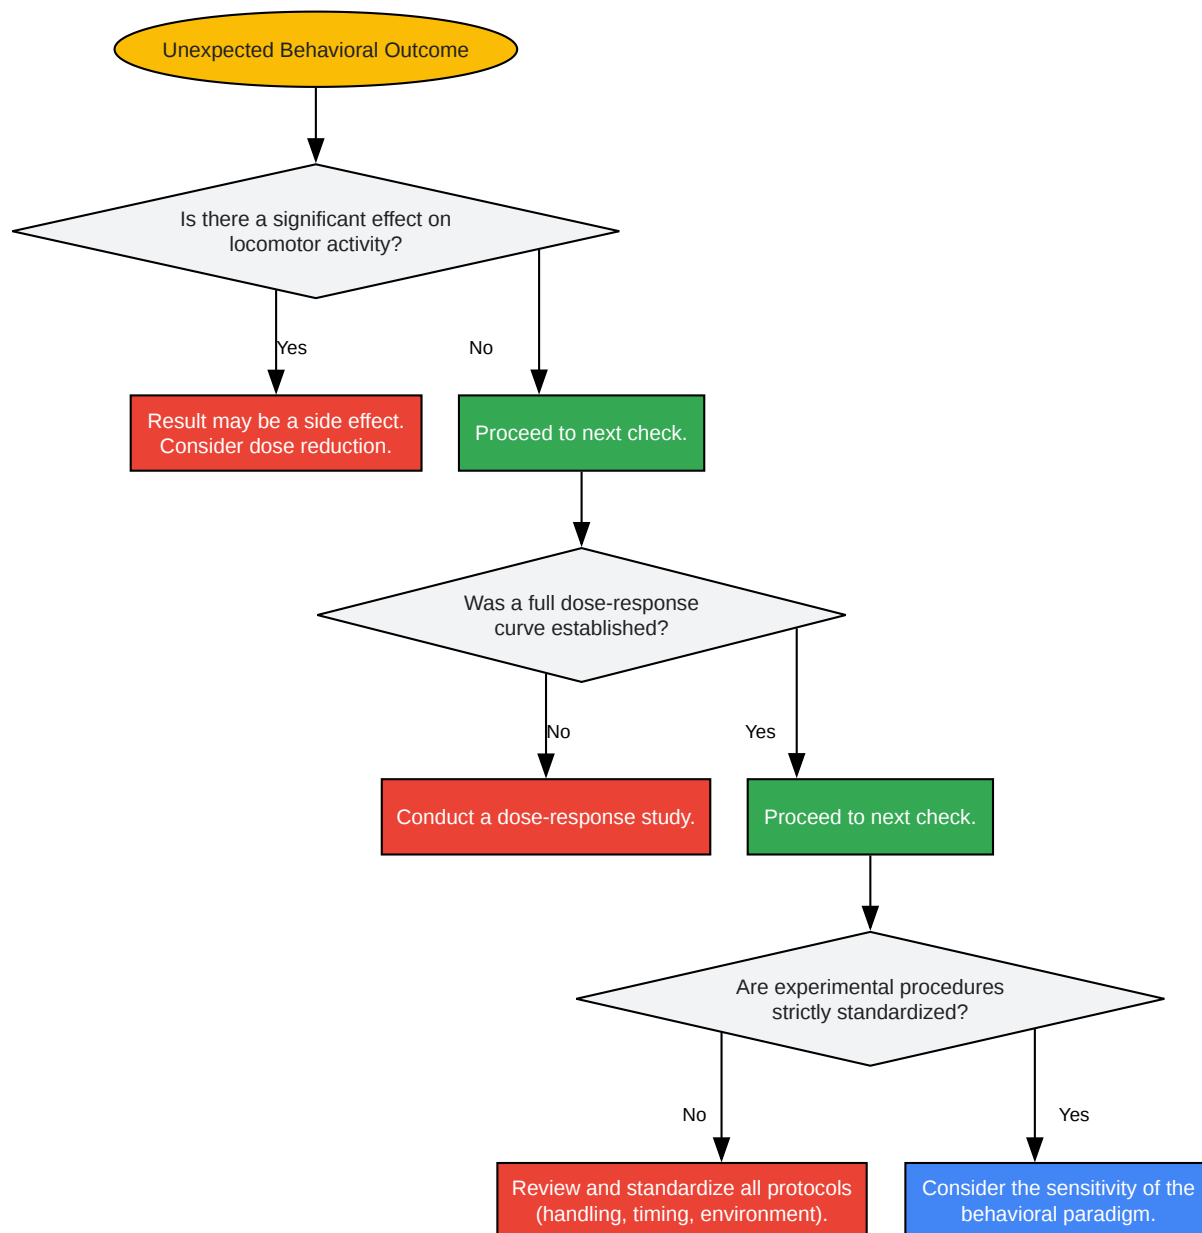 Unexpected Behavioral Outcome
Is there a significant effect on
locomotor activity?
Yes
No
Result may be a side effect.
Consider dose reduction.
Proceed to next check.
Was a full dose-response
curve established?
No
Yes
Conduct a dose-response study.
Proceed to next check.
Are experimental procedures
strictly standardized?
No
Yes
Review and standardize all protocols
(handling, timing, environment).
Consider the sensitivity of the
behavioral paradigm.